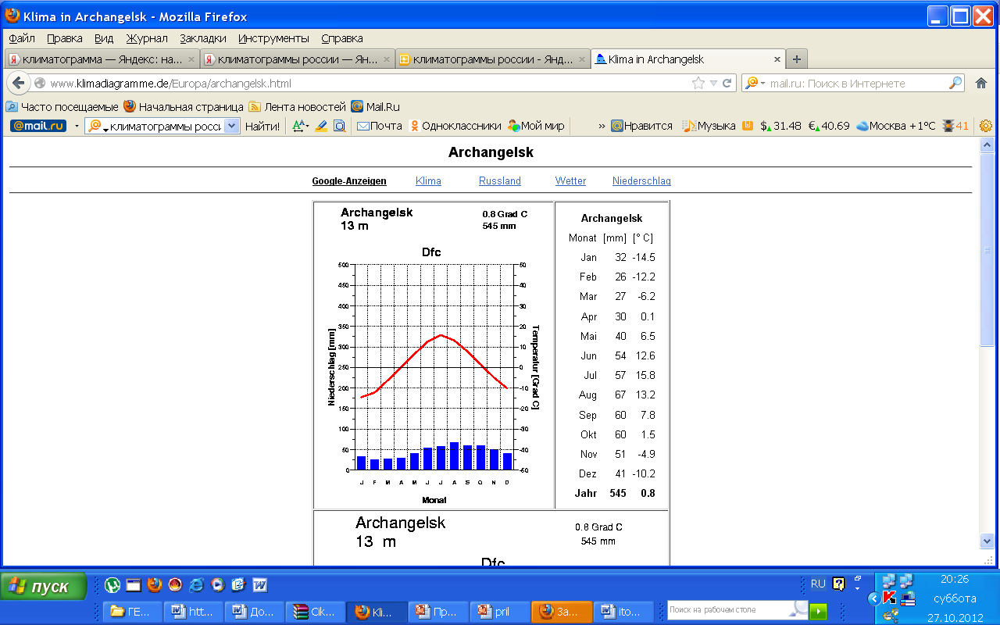 Klima in Archangelsk - Mozilla Firefox
Файл Правка Вид Журнал Закладки Инструменты Справка
климатограмма — Яндекс: на... климатограммы россии — Ян... климатограммы россии - Янд... Klima in Archangelsk
www.klimadiagramme.de/Europa/archangelsk.html
mail.ru: Поиск в Интернете
Часто посещаемые Начальная страница Лента новостей Mail.Ru
@mail.ru климатограммы росси Найти! Почта Одноклассники Мой мир » Нравится Музыка $ 31.48 € 40.69 Москва +1°C 41
Archangelsk
Google-Anzeigen Klima Russland Wetter Niederschlag
Archangelsk 0.8 Grad C
13 m 545 mm
Dfc
500 50
450 40
400 30
350 20
300 10
250 0
200 -10
150 -20
100 -30
50 -40
0 -50
Niederschlag [mm]
Temperatur [Grad C]
J F M A M J J A S O N D
Monat
Archangelsk
Monat [mm] [° C]
Jan 32 -14.5
Feb 26 -12.2
Mar 27 -6.2
Apr 30 0.1
Mai 40 6.5
Jun 54 12.6
Jul 57 15.8
Aug 67 13.2
Sep 60 7.8
Okt 60 1.5
Nov 51 -4.9
Dez 41 -10.2
Jahr 545 0.8
Archangelsk 0.8 Grad C
13 m 545 mm
Dfc
пуск
RU
20:26
суббота
27.10.2012
ГЕ... htt... До... Cik... Kli... Пр... pril За... ito...
Поиск на рабочем столе